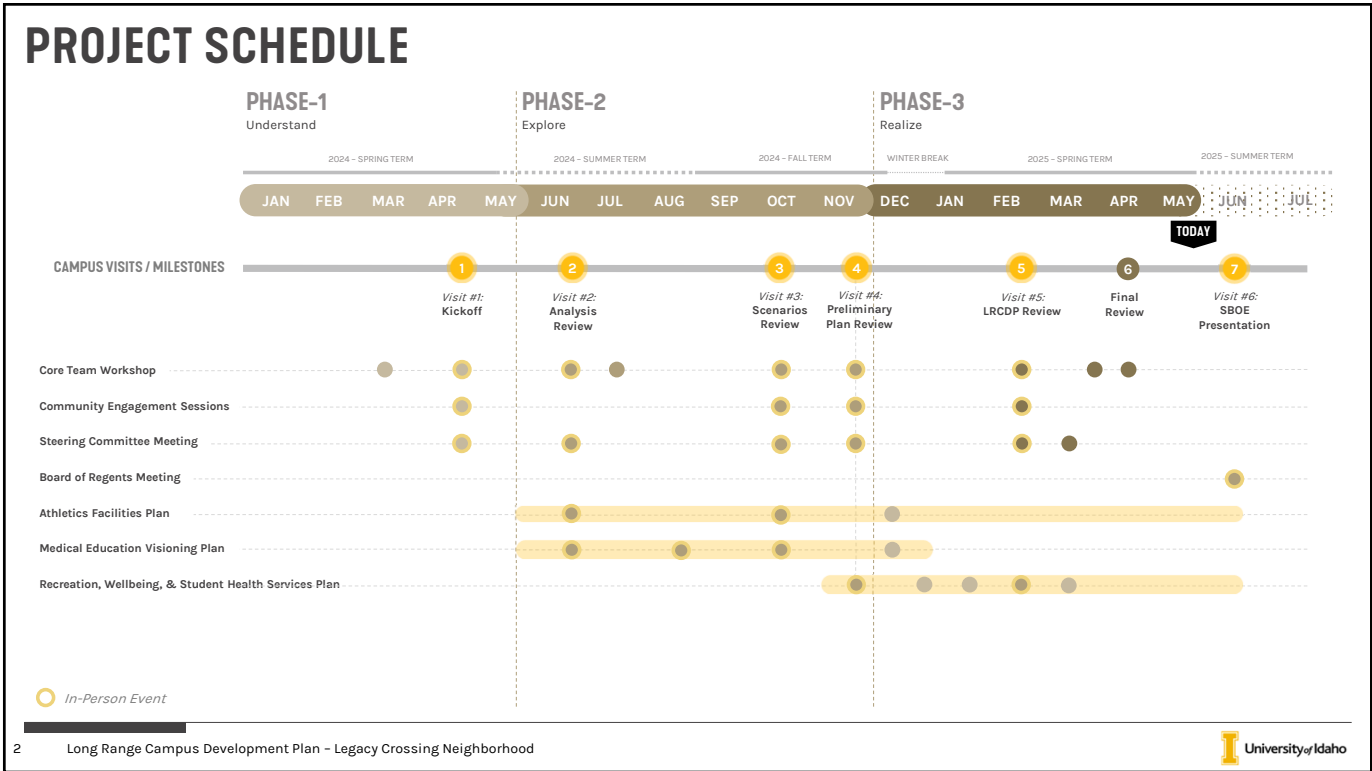 PROJECT SCHEDULE
PHASE-1
Understand
PHASE-2
Explore
PHASE-3
Realize
2024 – SPRING TERM
2024 – SUMMER TERM
2024 – FALL TERM
WINTER BREAK
2025 – SPRING TERM
2025 – SUMMER TERM
JAN FEB MAR APR MAY JUN JUL AUG SEP OCT NOV DEC JAN FEB MAR APR MAY JUN JUL
TODAY
CAMPUS VISITS / MILESTONES
1 2 3 4 5 6 7
Visit #1:
Kickoff
Visit #2:
Analysis
Review
Visit #3:
Scenarios
Review
Visit #4:
Preliminary
Plan Review
Visit #5:
LRCDP Review
Final
Review
Visit #6:
SBOE
Presentation
Core Team Workshop
Community Engagement Sessions
Steering Committee Meeting
Board of Regents Meeting
Athletics Facilities Plan
Medical Education Visioning Plan
Recreation, Wellbeing, & Student Health Services Plan
In-Person Event
2 Long Range Campus Development Plan – Legacy Crossing Neighborhood
I University of Idaho